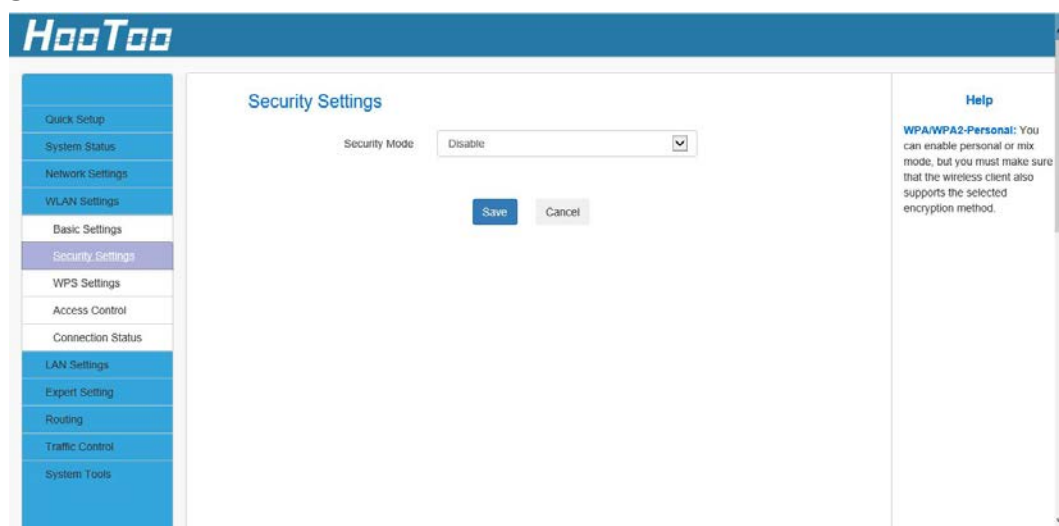 HooToo
Quick Setup
System Status
Network Settings
WLAN Settings
Basic Settings
Security Settings
WPS Settings
Access Control
Connection Status
LAN Settings
Expert Setting
Routing
Traffic Control
System Tools
Security Settings
Security Mode
Disable
Save
Cancel
Help
WPA/WPA2-Personal: You
can enable personal or mix
mode, but you must make sure
that the wireless client also
supports the selected
encryption method.